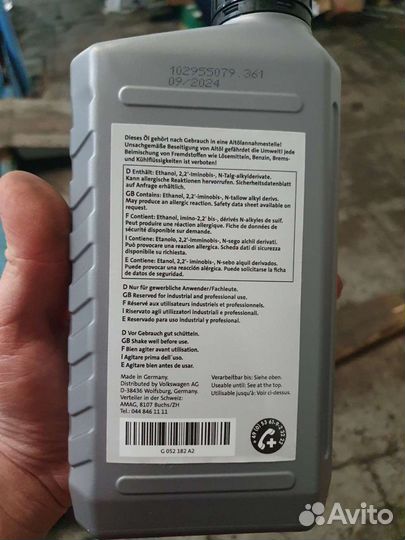 102955079.361
09/2024
Dieses Öl gehört nach Gebrauch in eine Altölannahmestelle!
Unsachgemäße Beseitigung von Altöl gefährdet die Umwelt! Jede
Beimischung von Fremdstoffen wie Lösemitteln, Benzin, Brems-
und Kühlflüssigkeiten ist verboten!
D Enthält: Ethanol, 2,2'-Iminobis-, N-Talg-alkylderivate.
Kann allergische Reaktionen hervorrufen. Sicherheitsdatenblatt
auf Anfrage erhältlich.
GB Contains: Ethanol, 2,2'-iminobis-, N-tallow alkyl derivs.
May produce an allergic reaction. Safety data sheet available on
request.
F Contient: Ethanol, imino-2,2' bis-, dérivés N-alkyles de suif.
Peut produire une réaction allergique. Fiche de données de
sécurité disponible sur demande.
I Contiene: Etanolo, 2,2'-Imminobis-, N-sego alchil derivati.
Può provocare una reazione allergica. Scheda dati di sicurezza
disponibile su richiesta.
E Contiene: Etanol, 2,2'-iminobis-, N-sebo alquil derivados.
Puede provocar una reacción alérgica. Puede solicitarse la ficha
de datos de seguridad.
D Nur für gewerbliche Anwender/Fachleute.
GB Reserved for industrial and professional use.
F Réservé aux utilisateurs industriels et professionnels.
I Riservato agli utilizzatori industriali e professionali.
E Reservado para uso industrial y profesional.
D Vor Gebrauch gut schütteln.
GB Shake well before use.
F Bien agiter avant utilisation.
I Agitare prima dell'uso.
E Agitar bien antes de usar.
Made in Germany.
Distributed by Volkswagen AG
D-38436 Wolfsburg, Germany
Verteiler in der Schweiz:
AMAG, 8107 Buchs/ZH
Tel.: 044 846 11 11
Verwendbar bis: Siehe oben.
Useable until: See at the top.
Utilisable jusqu'à: Voir ci-dessus.
G 052 182 A2
Avito